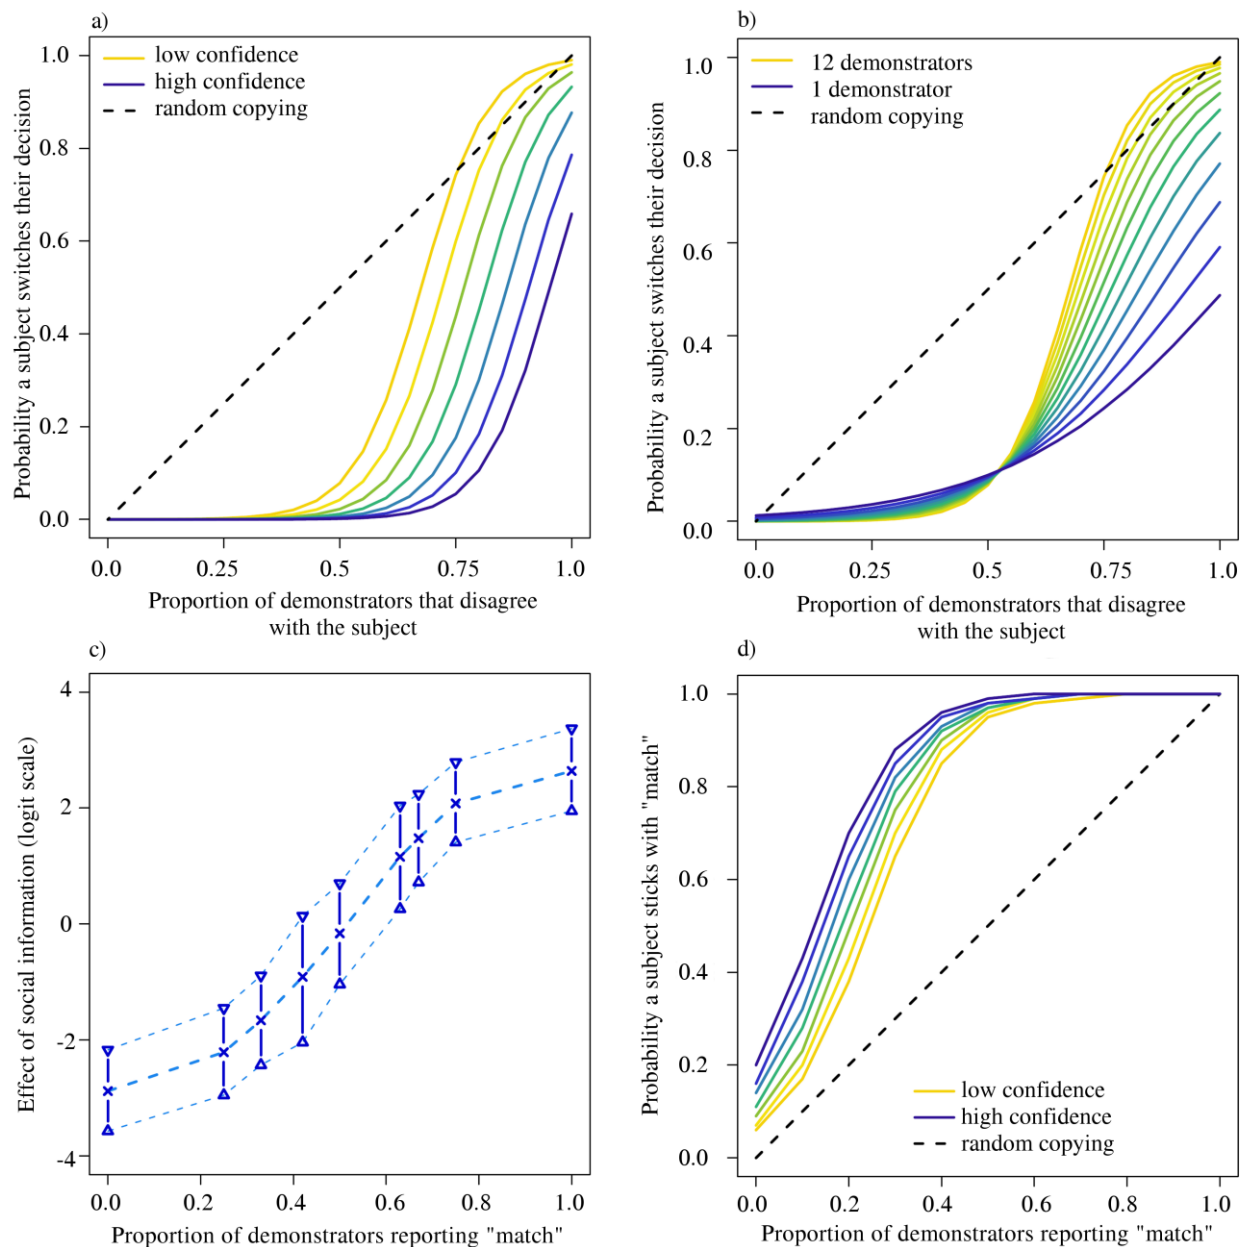 a)
low confidence
high confidence
random copying
Probability a subject switches their decision
1.0
0.8
0.6
0.4
0.2
0.0
0.0 0.25 0.5 0.75 1.0
Proportion of demonstrators that disagree
with the subject
b)
12 demonstrators
1 demonstrator
random copying
Probability a subject switches their decision
1.0
0.8
0.6
0.4
0.2
0.0
0.0 0.25 0.5 0.75 1.0
Proportion of demonstrators that disagree
with the subject
c)
Effect of social information (logit scale)
4
2
0
-2
-4
0.0 0.2 0.4 0.6 0.8 1.0
Proportion of demonstrators reporting "match"
d)
Probability a subject sticks with "match"
1.0
0.8
0.6
0.4
0.2
0.0
low confidence
high confidence
random copying
0.0 0.2 0.4 0.6 0.8 1.0
Proportion of demonstrators reporting "match"